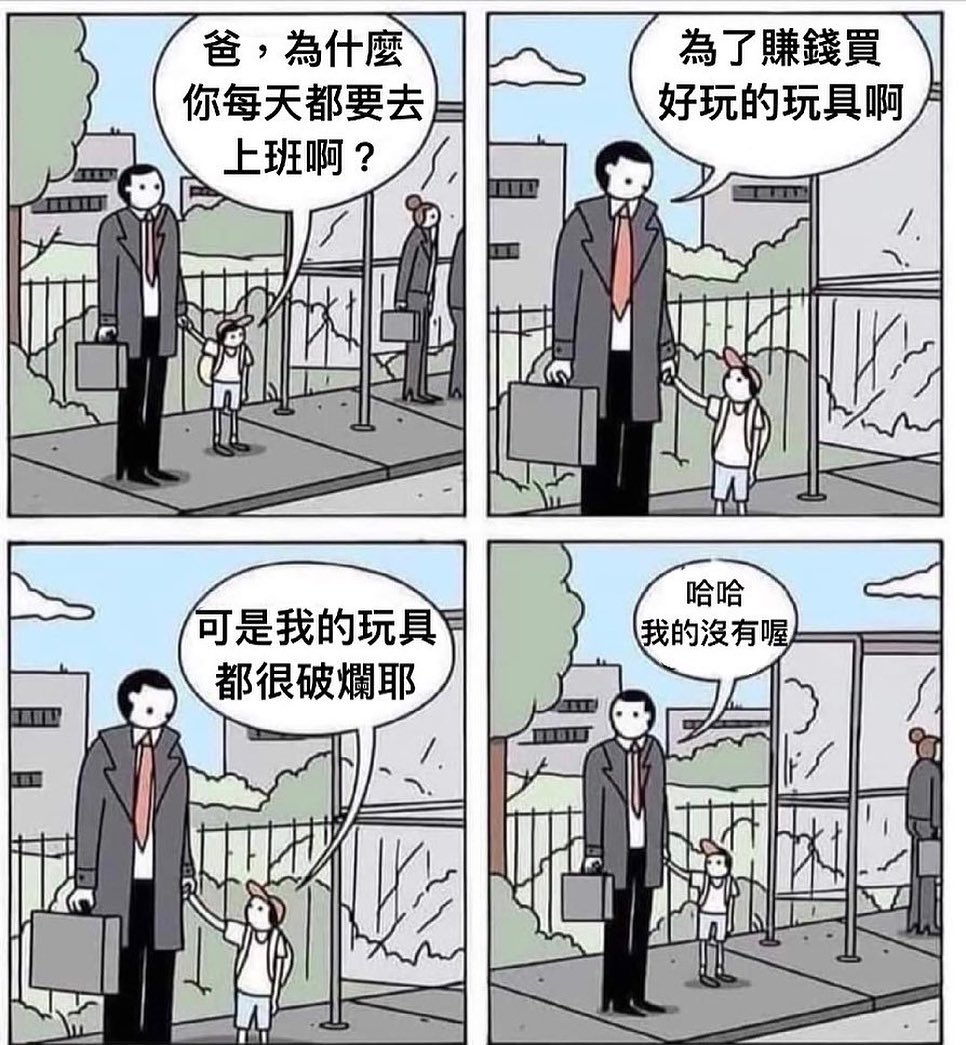 爸，為什麼
你每天都要去
上班啊？
為了賺錢買
好玩的玩具啊
可是我的玩具
都很破爛耶
哈哈
我的沒有喔